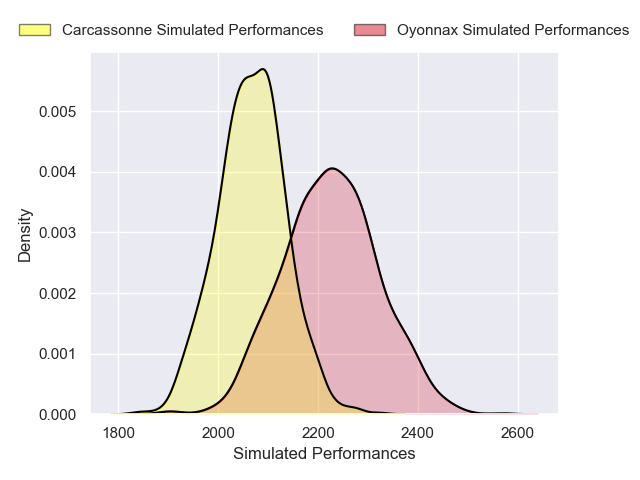 Carcassonne Simulated Performances
Oyonnax Simulated Performances
0.005
0.004
0.003
0.002
0.001
0.000
Density
1800 2000 2200 2400 2600
Simulated Performances